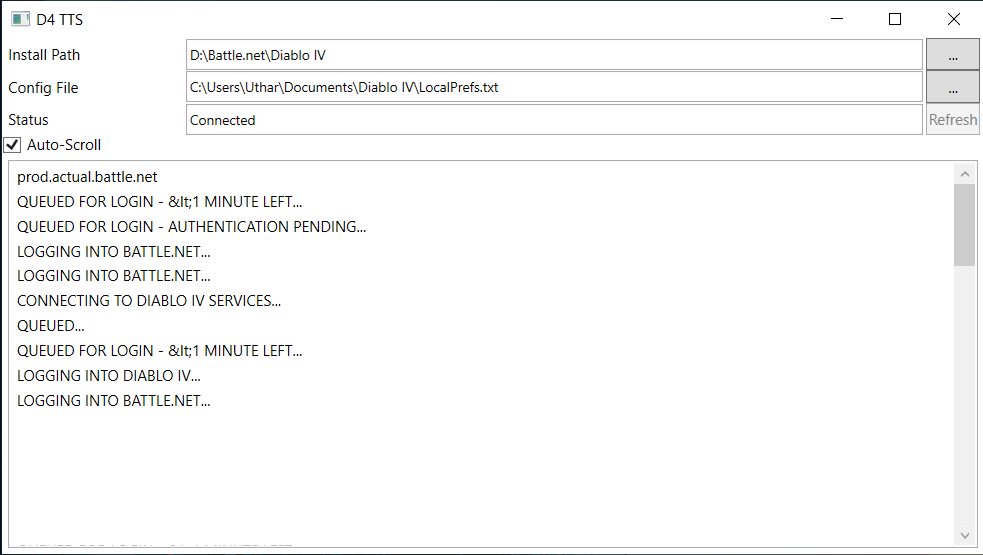 D4 TTS
Install Path D:\Battle.net\Diablo IV ...
Config File C:\Users\Uthar\Documents\Diablo IV\LocalPrefs.txt ...
Status Connected Refresh
Auto-Scroll
prod.actual.battle.net
QUEUED FOR LOGIN - &lt;1 MINUTE LEFT...
QUEUED FOR LOGIN - AUTHENTICATION PENDING...
LOGGING INTO BATTLE.NET...
LOGGING INTO BATTLE.NET...
CONNECTING TO DIABLO IV SERVICES...
QUEUED...
QUEUED FOR LOGIN - &lt;1 MINUTE LEFT...
LOGGING INTO DIABLO IV...
LOGGING INTO BATTLE.NET...